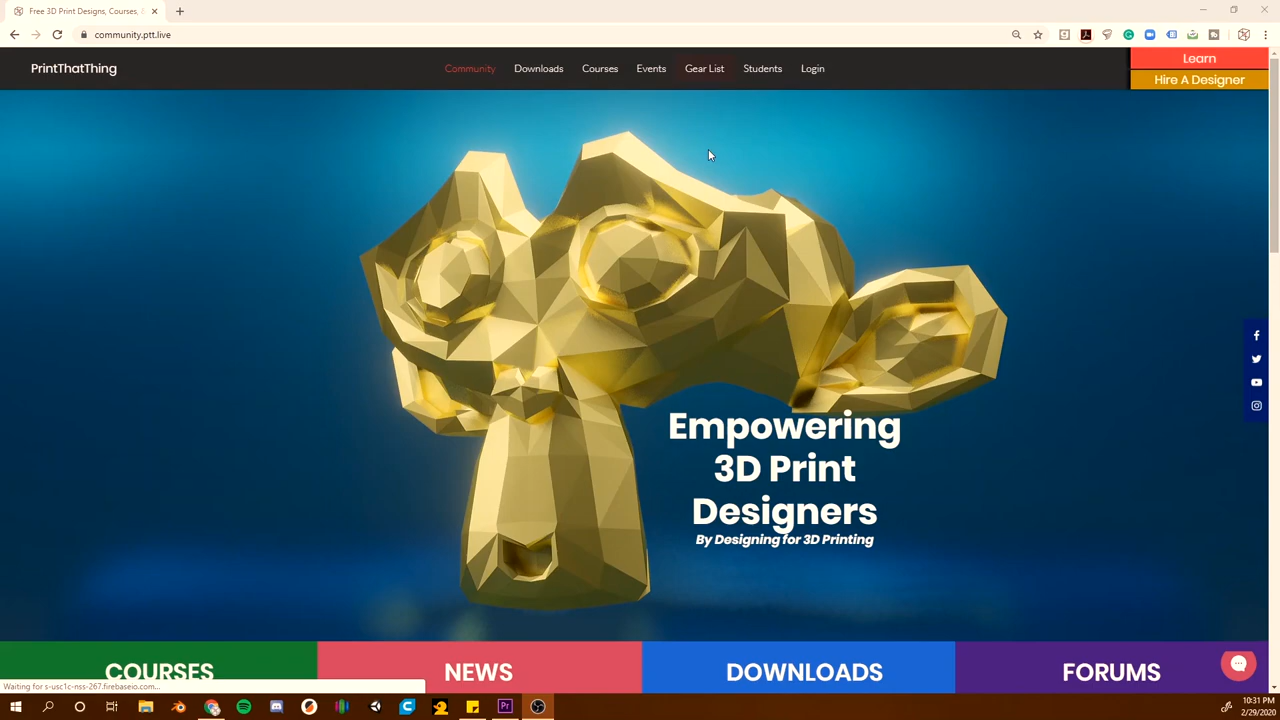 Free 3D Print Designs, Courses, &
community.ptt.live
PrintThatThing
Community
Downloads
Courses
Events
Gear List
Students
Login
Learn
Hire A Designer
Empowering
3D Print
Designers
By Designing for 3D Printing
COURSES
NEWS
DOWNLOADS
FORUMS
Waiting for s-usc1c-nss-267.firebaseio.com...
10:31 PM
2/29/2020